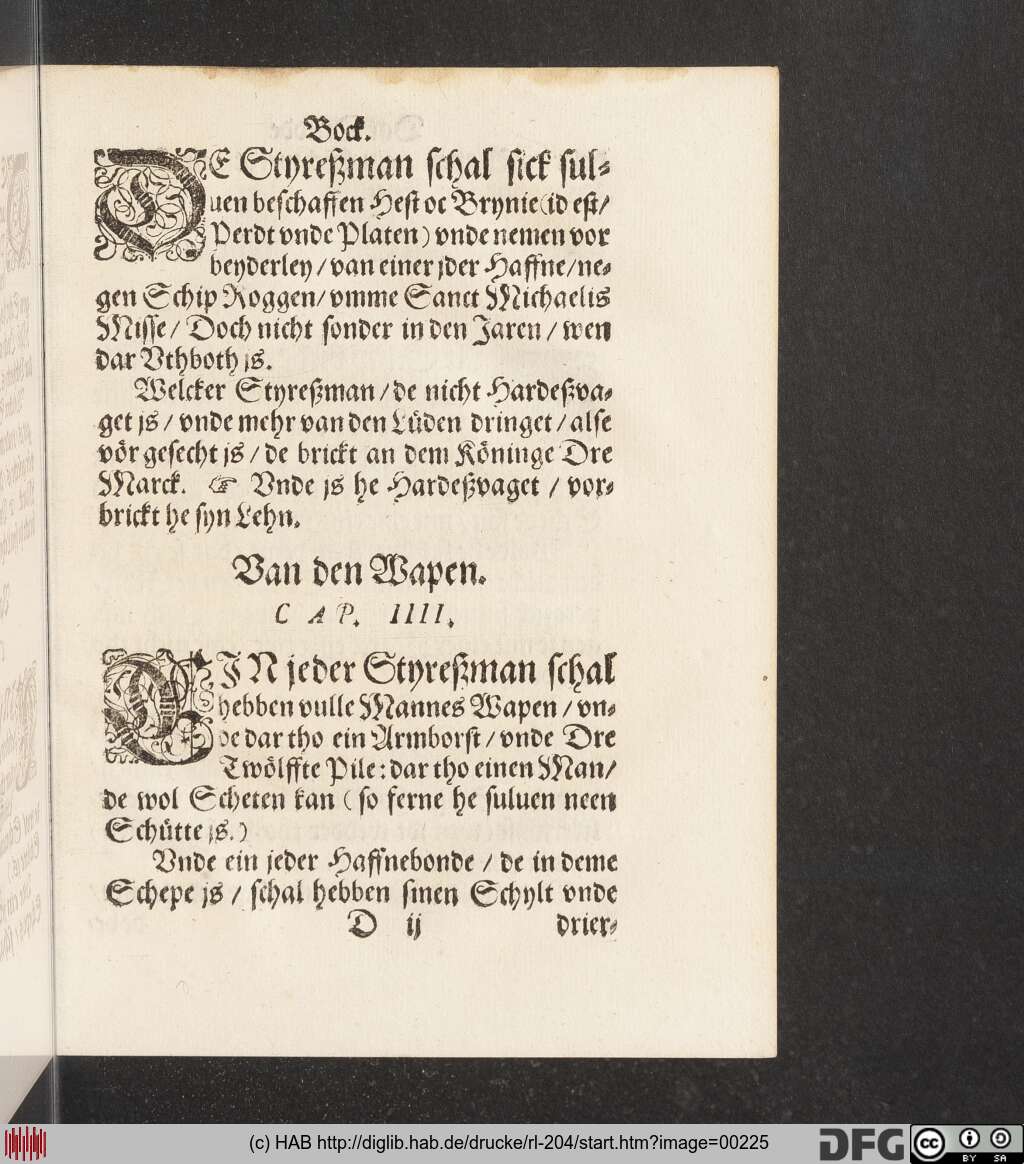 Bock.
DE Styreßman schal sick sul⸗
uen beschaffen Hest oc Brynie (id est/
Perdt vnde Platen) vnde nemen vor
beyderley / van einer jder Haffne / ne⸗
gen Schip Roggen / vmme Sanct Michaelis
Misse / Doch nicht sonder in den Jaren / wen
dar Vthboth js.
Welcker Styreßman / de nicht Hardeßva⸗
get js / vnde mehr van den Lüden dringet / alse
vör gesecht js / de brickt an dem Köninge Dre
Marck. ☞ Vnde js he Hardeßvaget / vor⸗
brickt he syn Lehn.
Van den Wapen.
CAP. IIII.
EIN jeder Styreßman schal
hebben vulle Mannes Wapen / vn⸗
de dar tho ein Armborst / vnde Dre
Twölffte Pile: dar tho einen Man /
de wol Scheten kan (so ferne he suluen neen
Schütte js.)
Vnde ein jeder Haffnebonde / de in deme
Schepe js / schal hebben sinen Schylt vnde
D ij drier⸗
(c) HAB http://diglib.hab.de/drucke/rl-204/start.htm?image=00225
DFG
cc BY SA